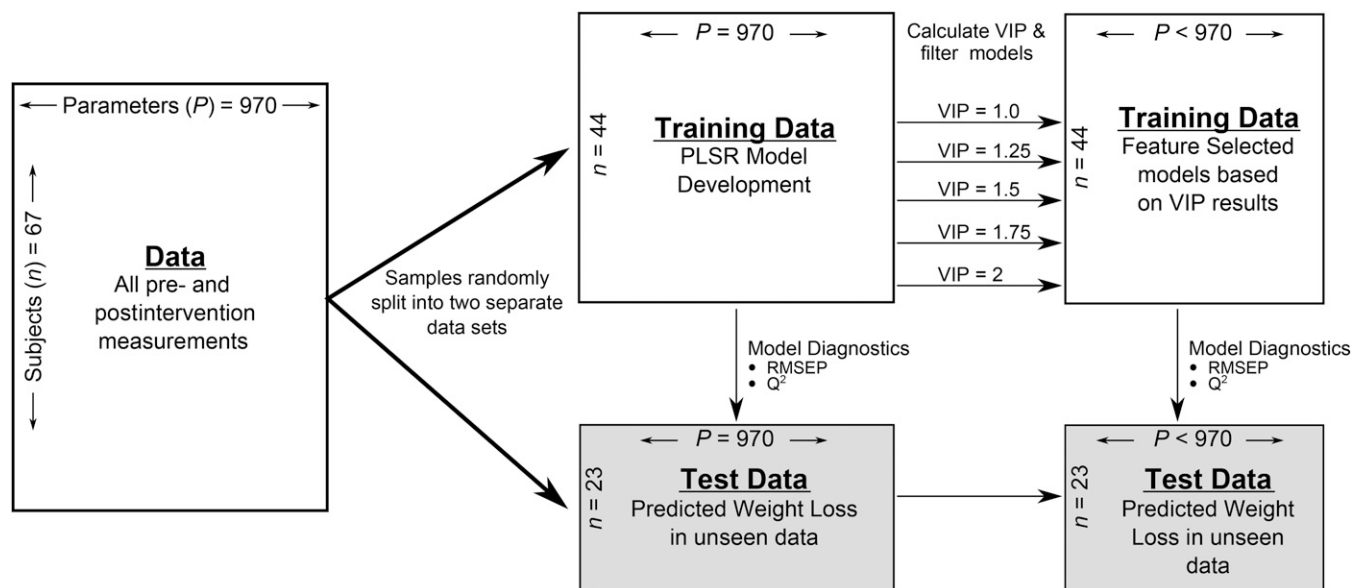 Parameters (P) = 970
Subjects (n) = 67
Data
All pre- and
postintervention
measurements
Samples randomly
split into two separate
data sets
P = 970
n = 44
Training Data
PLSR Model
Development
Calculate VIP &
filter models
VIP = 1.0
VIP = 1.25
VIP = 1.5
VIP = 1.75
VIP = 2
P < 970
n = 44
Training Data
Feature Selected
models based
on VIP results
Model Diagnostics
• RMSEP
• Q²
Model Diagnostics
• RMSEP
• Q²
P = 970
n = 23
Test Data
Predicted Weight Loss
in unseen data
P < 970
n = 23
Test Data
Predicted Weight
Loss in unseen
data